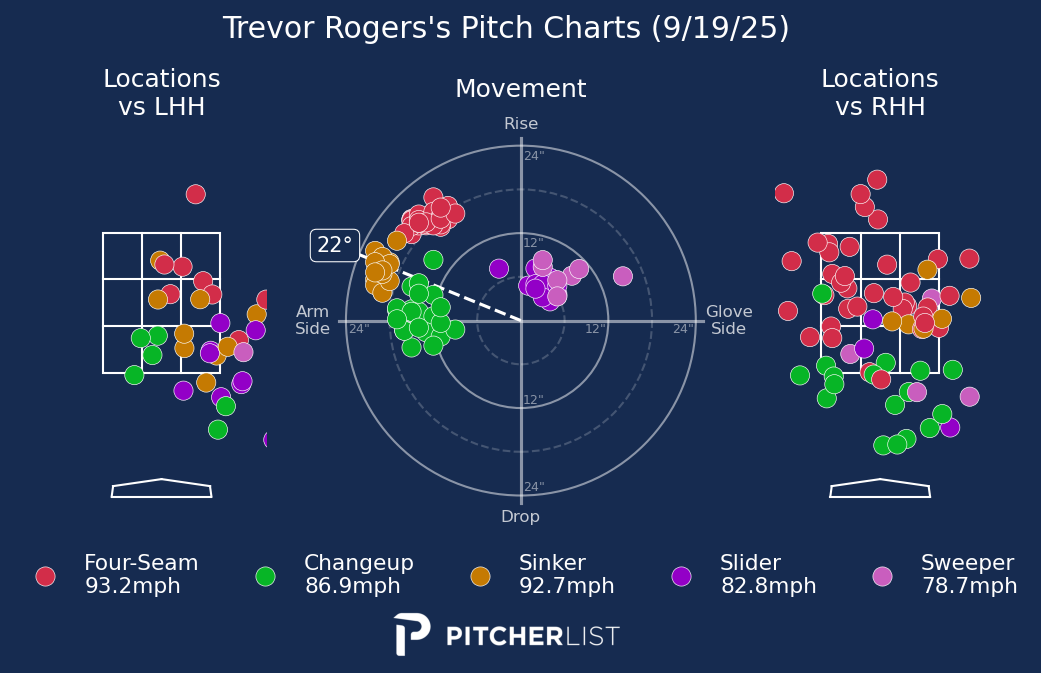 Trevor Rogers's Pitch Charts (9/19/25)
Locations
vs LHH
Movement
Locations
vs RHH
Rise
24"
12"
22°
Arm
Side
24"
12"
24"
Glove
Side
12"
24"
Drop
Four-Seam
93.2mph
Changeup
86.9mph
Sinker
92.7mph
Slider
82.8mph
Sweeper
78.7mph
PITCHERLIST